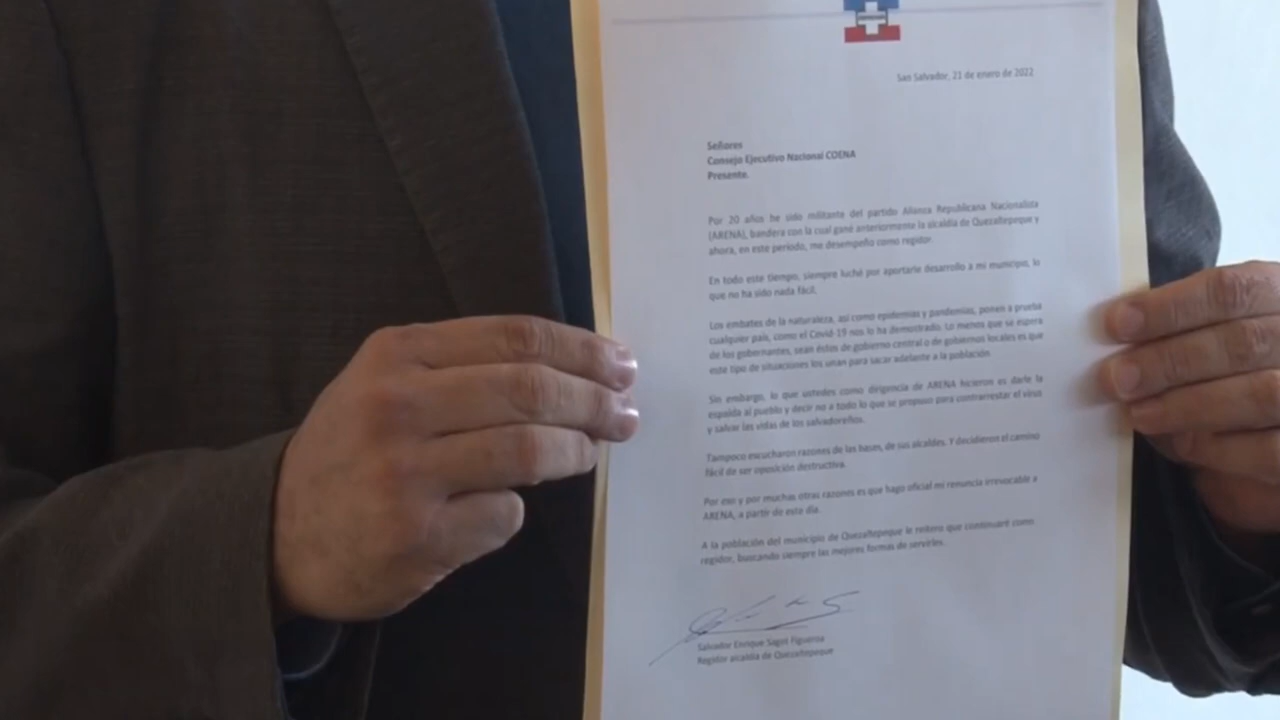 San Salvador, 21 de enero de 2022
Señores
Consejo Ejecutivo Nacional COENA
Presente.
Por 20 años he sido militante del partido Alianza Republicana Nacionalista
(ARENA), bandera con la cual gané anteriormente la alcaldía de Quezaltepeque y
ahora, en este periodo, me desempeño como regidor.
En todo este tiempo, siempre luché por aportarle desarrollo a mi municipio, lo
que no ha sido nada fácil.
Los embates de la naturaleza, así como epidemias y pandemias, ponen a prueba
cualquier país, como el Covid-19 nos lo ha demostrado. Lo menos que se espera
de los gobernantes, sean éstos de gobierno central o de gobiernos locales es que
este tipo de situaciones los unan para sacar adelante a la población.
Sin embargo, lo que ustedes como dirigencia de ARENA hicieron es darle la
espalda al pueblo y decir no a todo lo que se propuso para contrarrestar el virus
y salvar las vidas de los salvadoreños.
Tampoco escucharon razones de las bases, de sus alcaldes. Y decidieron el camino
fácil de ser oposición destructiva.
Por eso y por muchas otras razones es que hago oficial mi renuncia irrevocable a
ARENA, a partir de este día.
A la población del municipio de Quezaltepeque le reitero que continuaré como
regidor, buscando siempre las mejores formas de servirles.
Salvador Enrique Saget Figueroa
Regidor alcaldía de Quezaltepeque